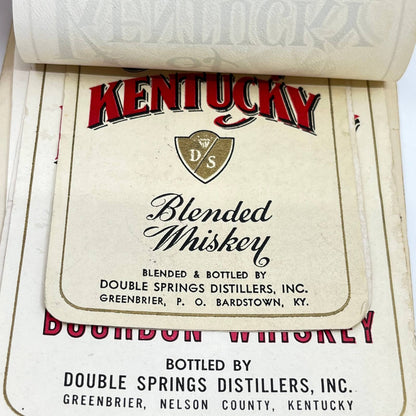 KENTUCKY
KENTUCKY
D S
Blended
Whiskey
BLENDED & BOTTLED BY
DOUBLE SPRINGS DISTILLERS, INC.
GREENBRIER, P. O. BARDSTOWN, KY.
BOURBON WHISKEY
BOTTLED BY
DOUBLE SPRINGS DISTILLERS, INC.
GREENBRIER, NELSON COUNTY, KENTUCKY